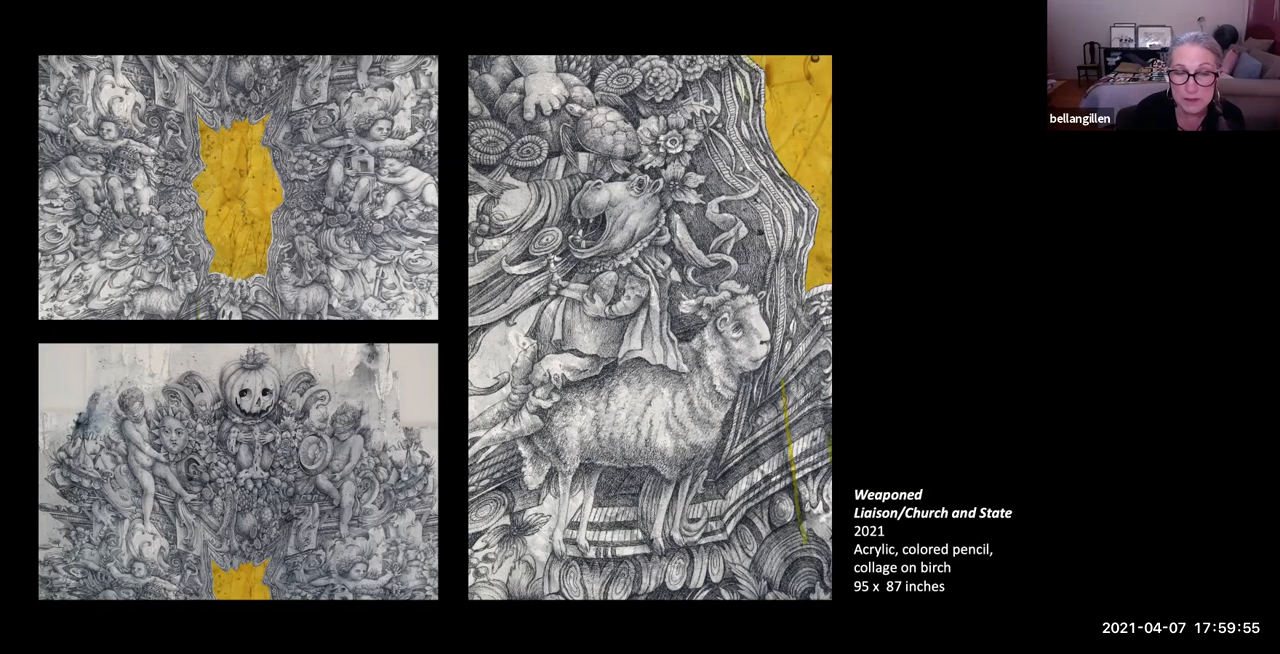 bellangillen
Weaponed
Liaison/Church and State
2021
Acrylic, colored pencil,
collage on birch
95 x 87 inches
2021-04-07 17:59:55